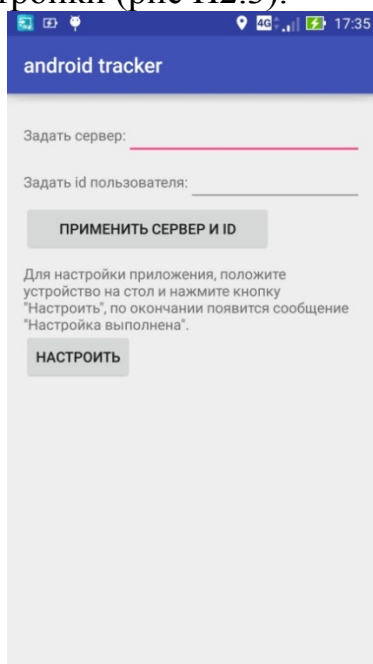 4G 17:35
android tracker
Задать сервер:
Задать id пользователя:
ПРИМЕНИТЬ СЕРВЕР И ID
Для настройки приложения, положите
устройство на стол и нажмите кнопку
"Настроить", по окончании появится сообщение
"Настройка выполнена".
НАСТРОИТЬ